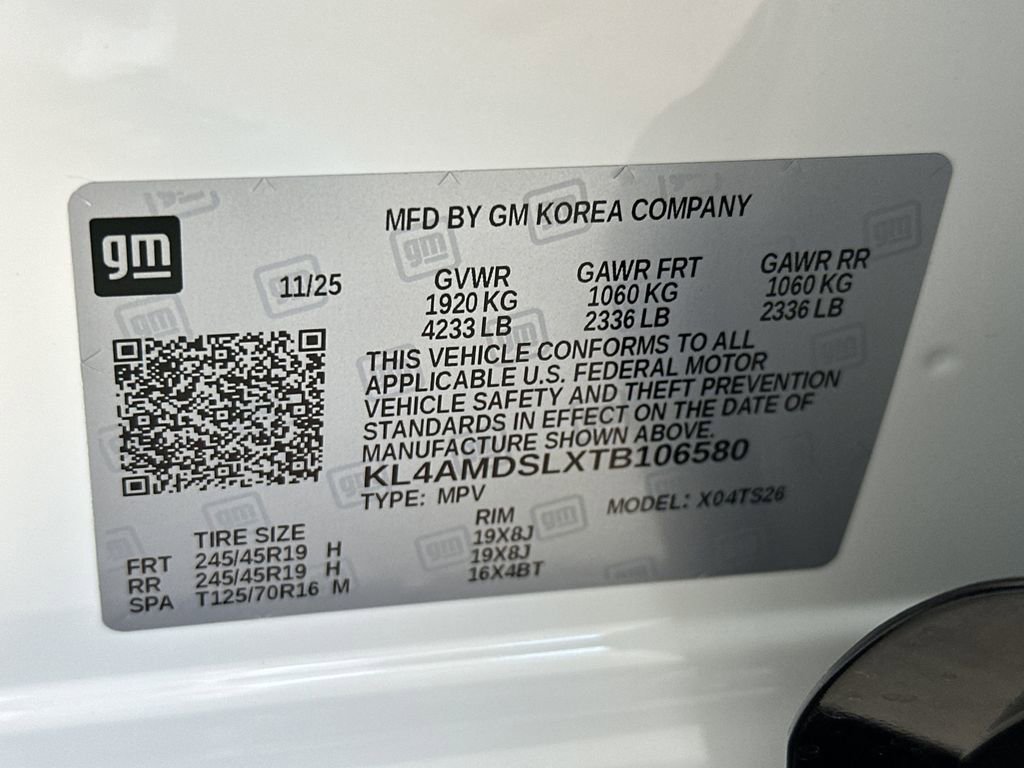 gm
MFD BY GM KOREA COMPANY
11/25
GVWR GAWR FRT GAWR RR
1920 KG 1060 KG 1060 KG
4233 LB 2336 LB 2336 LB
THIS VEHICLE CONFORMS TO ALL
APPLICABLE U.S. FEDERAL MOTOR
VEHICLE SAFETY AND THEFT PREVENTION
STANDARDS IN EFFECT ON THE DATE OF
MANUFACTURE SHOWN ABOVE.
KL4AMDSLXTB106580
TYPE: MPV MODEL: X04TS26
TIRE SIZE RIM
FRT 245/45R19 H 19X8J
RR 245/45R19 H 19X8J
SPA T125/70R16 M 16X4BT